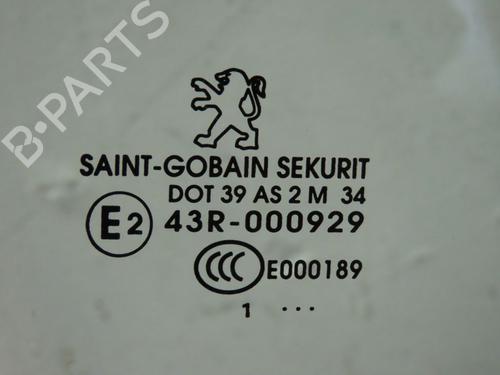 B-PARTS
SAINT-GOBAIN SEKURIT
DOT 39 AS 2 M 34
E2 43R-000929
CCC E000189
1 ...